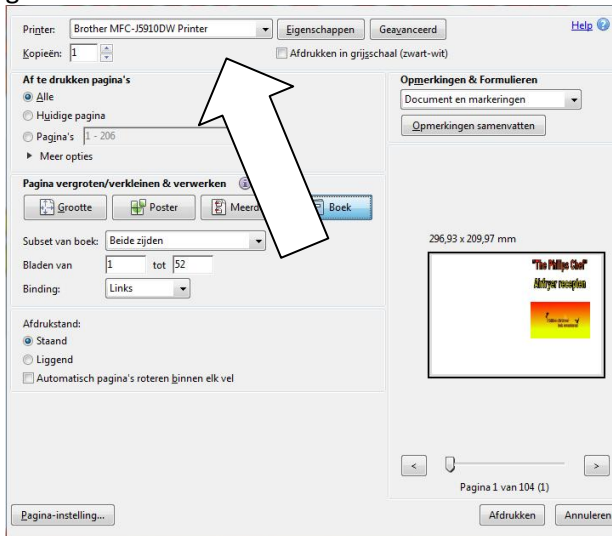 g
Printer: Brother MFC-J5910DW Printer Eigenschappen Geavanceerd Help
Kopieën: 1 Afdrukken in grijsschaal (zwart-wit)
Af te drukken pagina's
Alle
Huidige pagina
Pagina's 1 - 206
Meer opties
Opmerkingen & Formulieren
Document en markeringen
Opmerkingen samenvatten
Pagina vergroten/verkleinen & verwerken
Grootte Poster Meerd Boek
Subset van boek: Beide zijden
Bladen van 1 tot 52
Binding: Links
Afdrukstand:
Staand
Liggend
Automatisch pagina's roteren binnen elk vel
296,93 x 209,97 mm
"The Philips Chef"
Airfryer recepten
< >
Pagina 1 van 104 (1)
Pagina-instelling... Afdrukken Annuleren